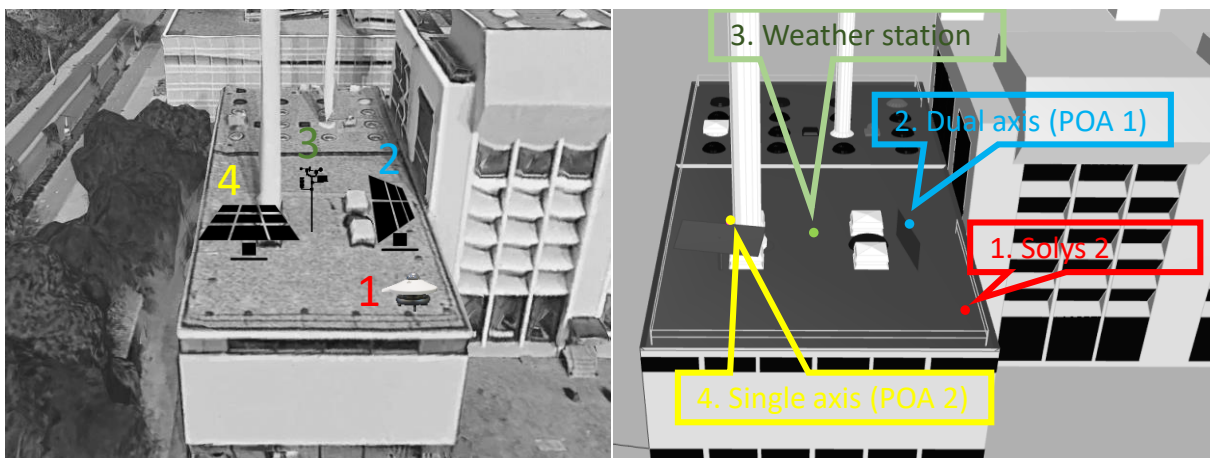 3
2
4
1
3. Weather station
2. Dual axis (POA 1)
1. Solys 2
4. Single axis (POA 2)